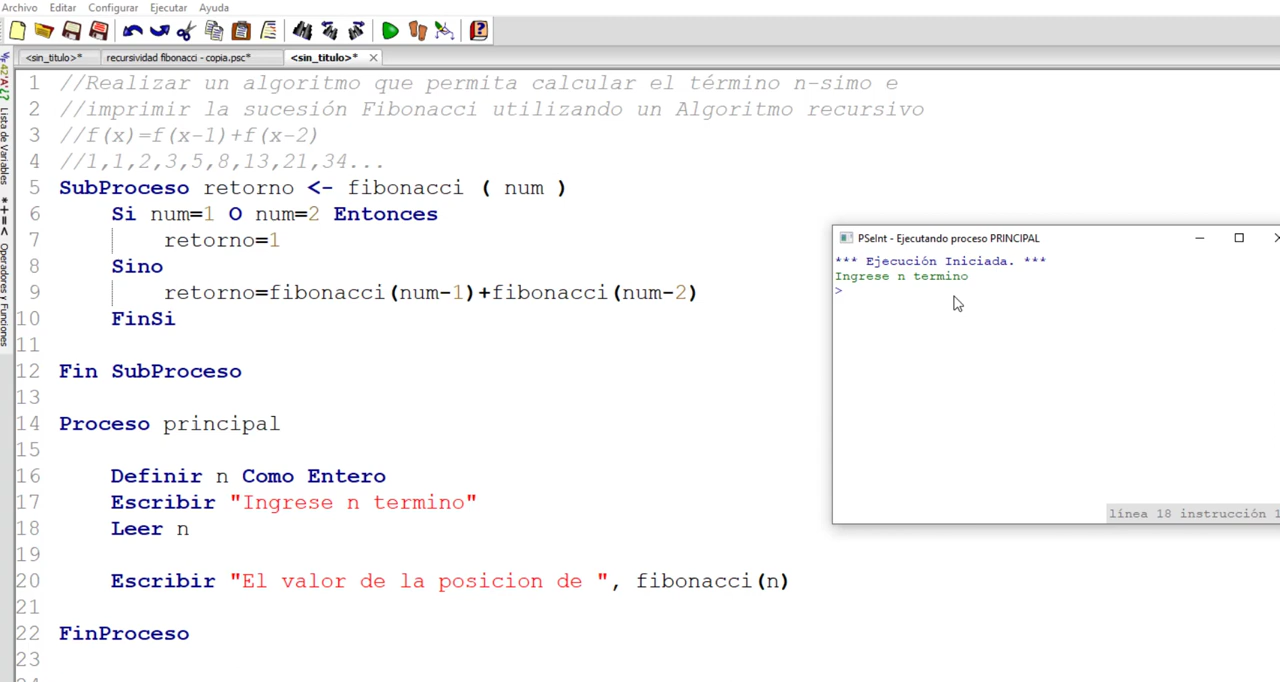 Archivo Editar Configurar Ejecutar Ayuda
<sin_titulo>* recursividad fibonacci - copia.psc* <sin_titulo>*
Lista de Variables
Operadores y Funciones
1 //Realizar un algoritmo que permita calcular el término n-simo e
2 //imprimir la sucesión Fibonacci utilizando un Algoritmo recursivo
3 //f(x)=f(x-1)+f(x-2)
4 //1,1,2,3,5,8,13,21,34...
5 SubProceso retorno <- fibonacci ( num )
6 Si num=1 O num=2 Entonces
7 retorno=1
8 Sino
9 retorno=fibonacci(num-1)+fibonacci(num-2)
10 FinSi
11
12 Fin SubProceso
13
14 Proceso principal
15
16 Definir n Como Entero
17 Escribir "Ingrese n termino"
18 Leer n
19
20 Escribir "El valor de la posicion de ", fibonacci(n)
21
22 FinProceso
23
PSeInt - Ejecutando proceso PRINCIPAL
*** Ejecución Iniciada. ***
Ingrese n termino
>
línea 18 instrucción 1